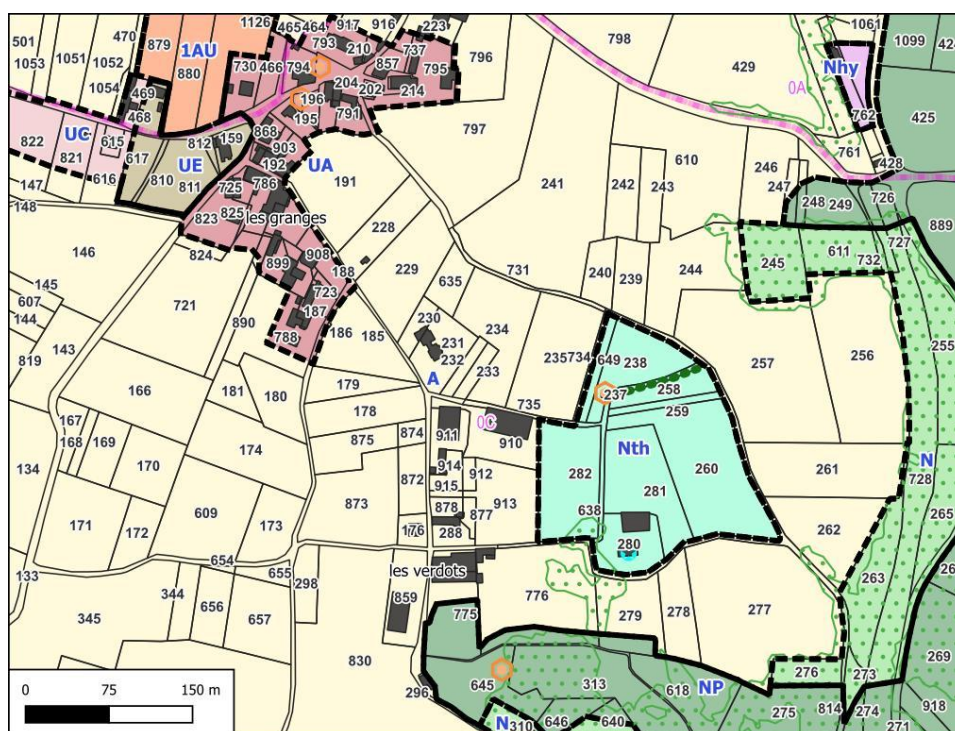 1126 465 464 917 916 223
501 470 879 1AU 793 210 737 796 798 1061 1099 424
1053 1051 1052 880 730 466 794 857 795 429 Nhy
1054 469 204 202 214 0A
468 196 762 425
UC 195 791 797
822 821 615 812 159 868 761 428
617 UE 903 UA 610 246
616 810 811 192 191 241 242 243 247
147 725 786 248 249 726
148 823 825 les granges 228 889
146 824 899 908 188 229 635 731 240 239 244 245 611 732 727
145 607 721 723
144 187 230 234 255
143 890 788 186 185 231 235 734 649 238 257 256
819 232 233
166 181 180 179 A 735 237 258
167 178 0C 259
168 169 874 911 910 N
134 170 174 875 914 912 282 Nth 260 261 728
872 915 281
171 172 609 173 873 878 877 913 638 262 265
176 288 280
654
133 655 298 les verdots 263 26
344 656 859 775 776 279 278 277
345 657
830 276 273 269
0 75 150 m 296 645 313 618 NP 275 814 274 918
N 310 646 640 271